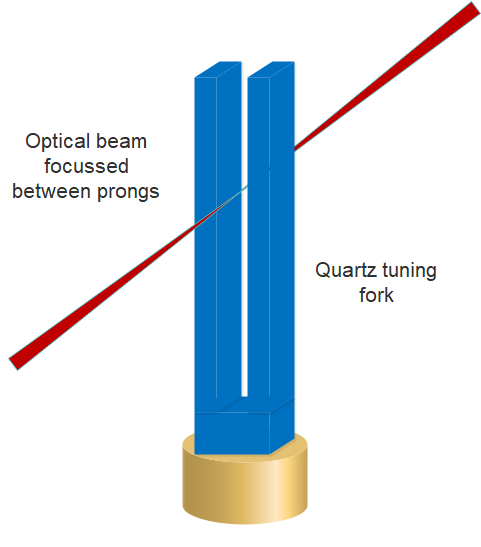 Optical beam
focussed
between prongs
Quartz tuning
fork